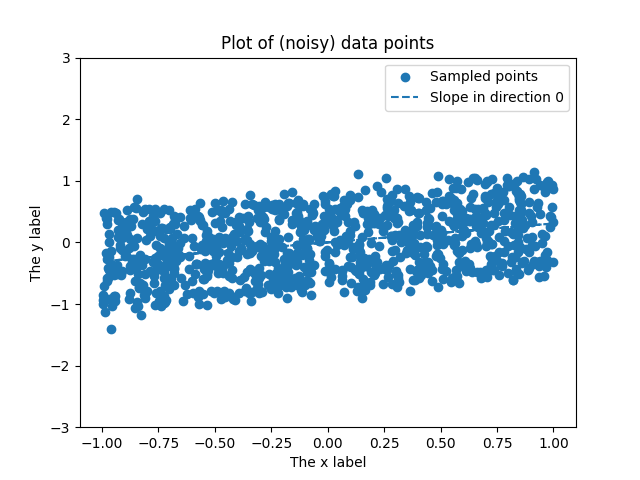 Plot of (noisy) data points
Sampled points
Slope in direction 0
3
2
1
0
−1
−2
−3
The y label
−1.00 −0.75 −0.50 −0.25 0.00 0.25 0.50 0.75 1.00
The x label